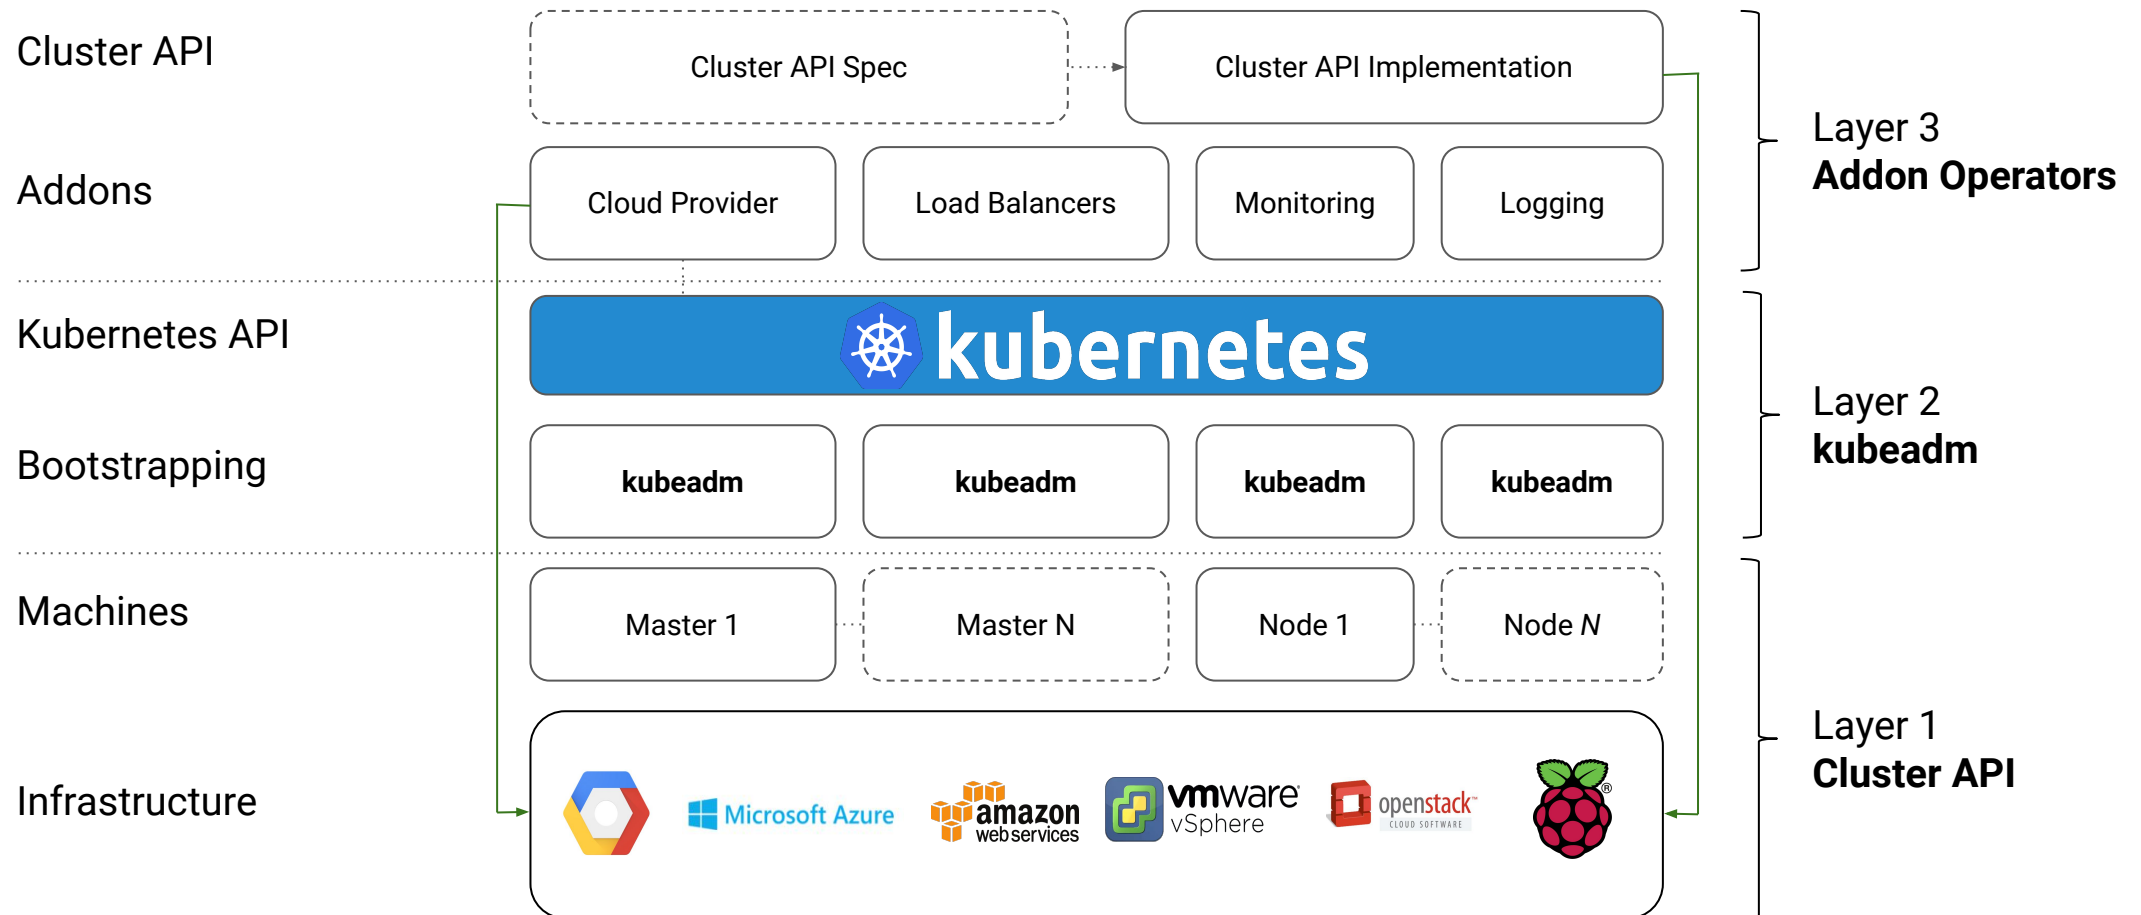 Cluster API
Cluster API Spec
Cluster API Implementation
Layer 3
Addon Operators
Addons
Cloud Provider
Load Balancers
Monitoring
Logging
Kubernetes API
kubernetes
Layer 2
kubeadm
Bootstrapping
kubeadm
kubeadm
kubeadm
kubeadm
Machines
Master 1
Master N
Node 1
Node N
Layer 1
Cluster API
Infrastructure
Microsoft Azure
amazon
web services
vmware®
vSphere
openstack™
CLOUD SOFTWARE
®